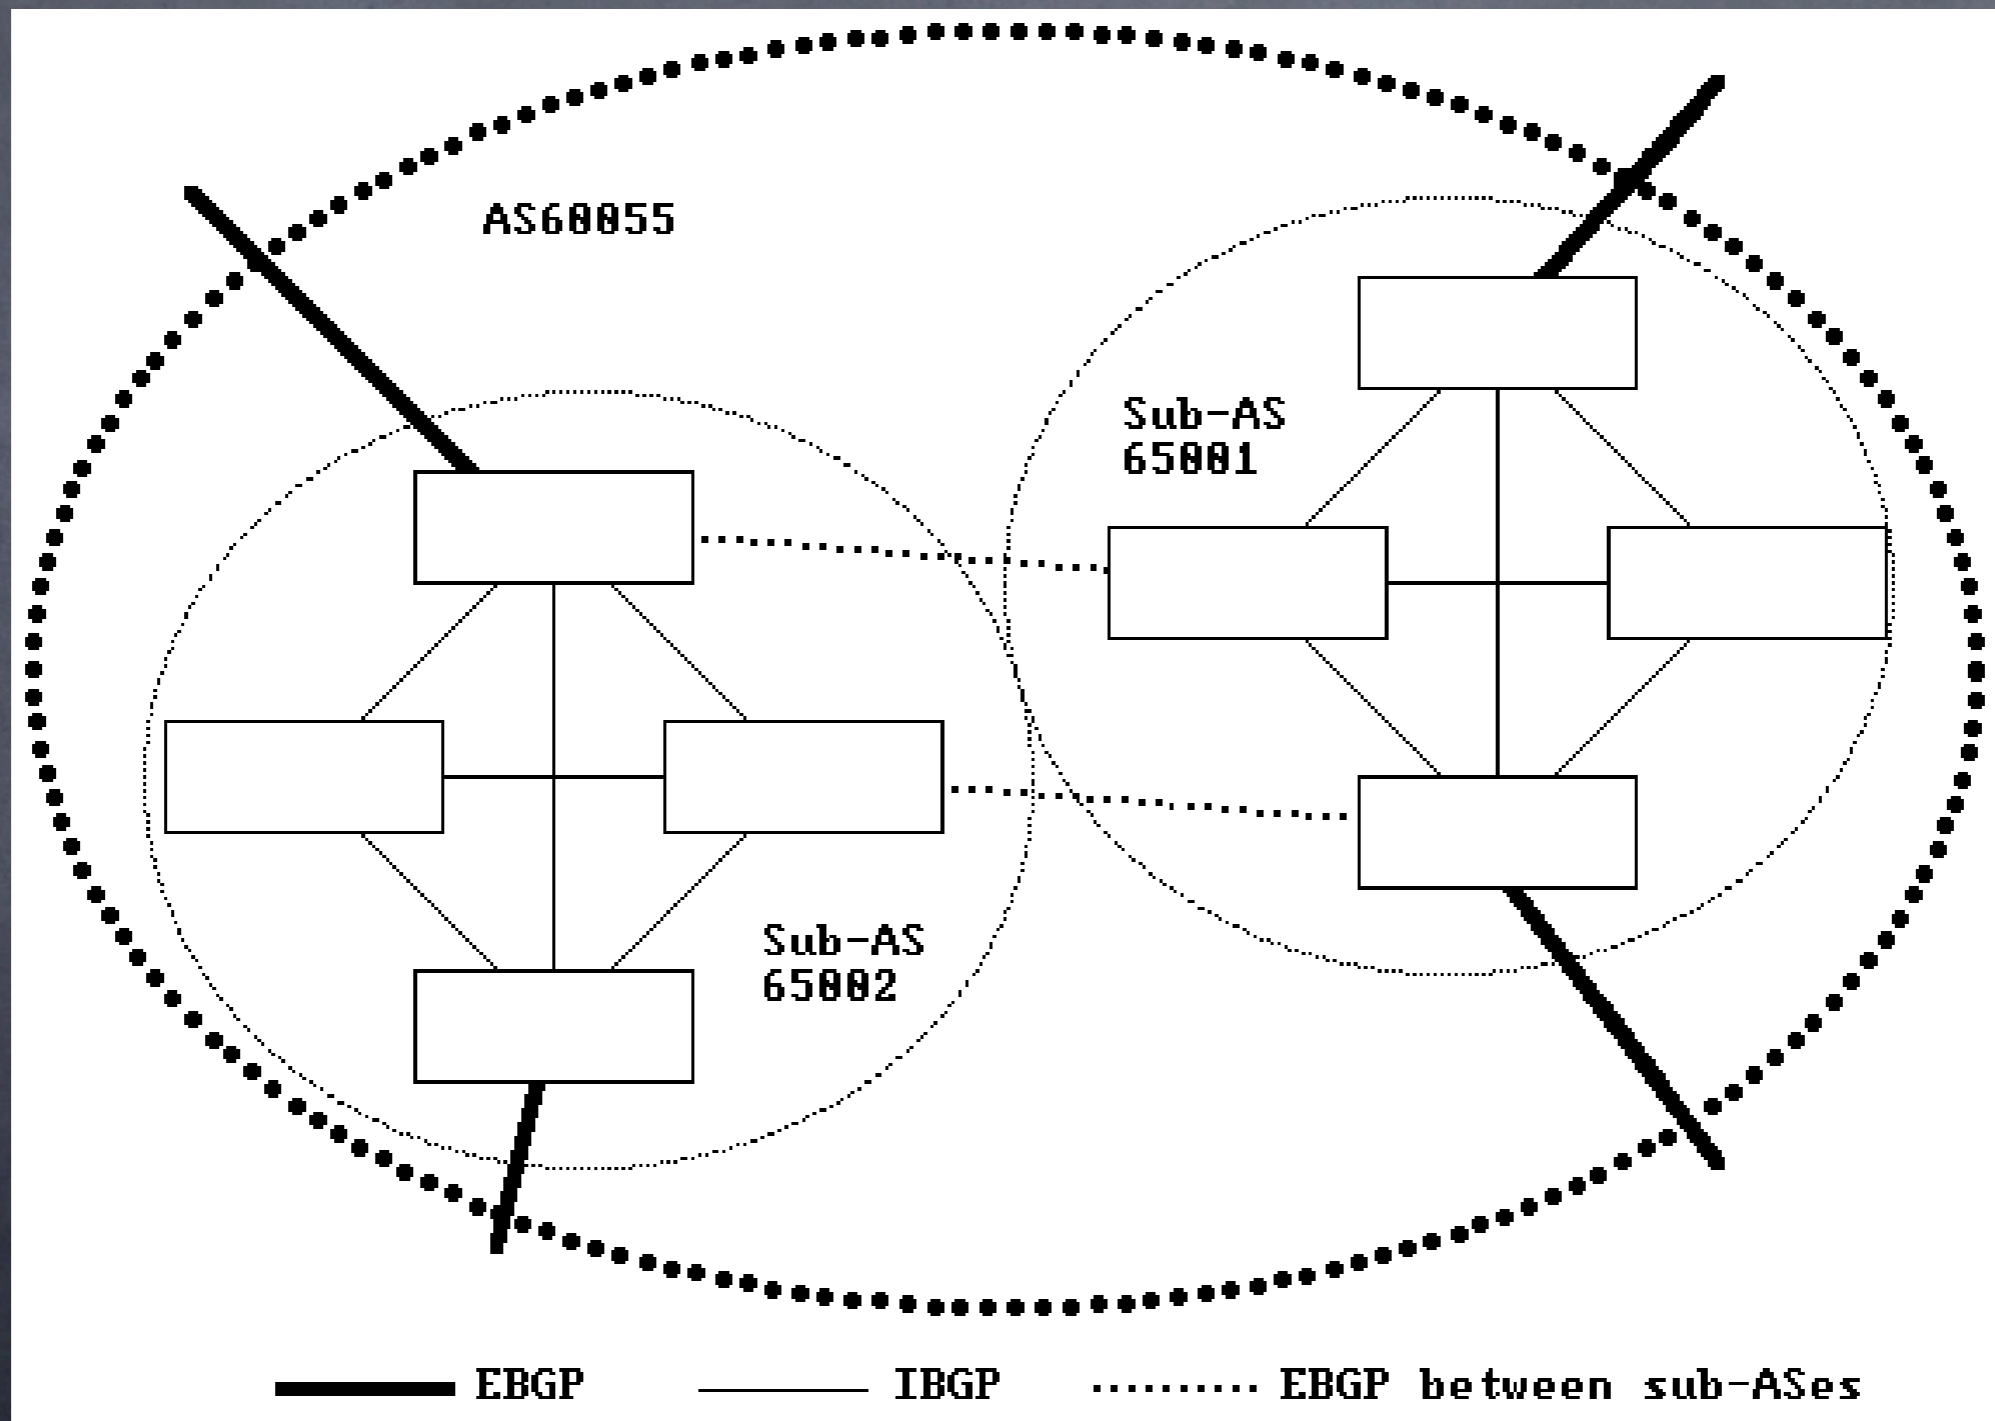 AS60055
Sub-AS
65001
Sub-AS
65002
EBGP
IBGP
EBGP between sub-ASes